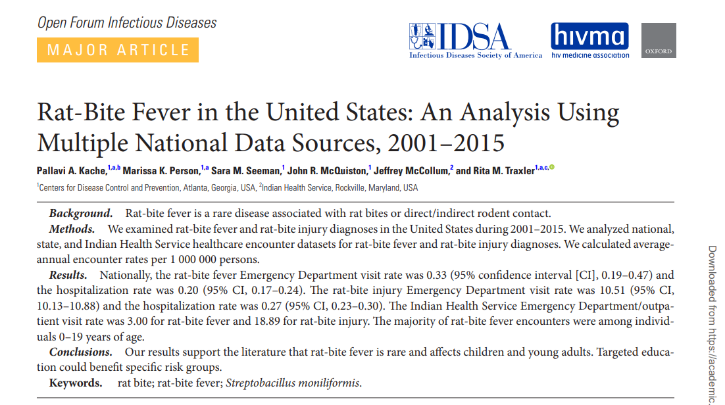 Open Forum Infectious Diseases
MAJOR ARTICLE
IDSA
Infectious Diseases Society of America
hivma
hiv medicine association
OXFORD
Rat-Bite Fever in the United States: An Analysis Using
Multiple National Data Sources, 2001–2015
Pallavi A. Kache,1,a,b Marissa K. Person,1,a Sara M. Seeman,1 John R. McQuiston,1 Jeffrey McCollum,2 and Rita M. Traxler1,a,c,
1Centers for Disease Control and Prevention, Atlanta, Georgia, USA, 2Indian Health Service, Rockville, Maryland, USA
Background. Rat-bite fever is a rare disease associated with rat bites or direct/indirect rodent contact.
Methods. We examined rat-bite fever and rat-bite injury diagnoses in the United States during 2001–2015. We analyzed national,
state, and Indian Health Service healthcare encounter datasets for rat-bite fever and rat-bite injury diagnoses. We calculated average-
annual encounter rates per 1 000 000 persons.
Results. Nationally, the rat-bite fever Emergency Department visit rate was 0.33 (95% confidence interval [CI], 0.19–0.47) and
the hospitalization rate was 0.20 (95% CI, 0.17–0.24). The rat-bite injury Emergency Department visit rate was 10.51 (95% CI,
10.13–10.88) and the hospitalization rate was 0.27 (95% CI, 0.23–0.30). The Indian Health Service Emergency Department/outpa-
tient visit rate was 3.00 for rat-bite fever and 18.89 for rat-bite injury. The majority of rat-bite fever encounters were among individ-
uals 0–19 years of age.
Conclusions. Our results support the literature that rat-bite fever is rare and affects children and young adults. Targeted educa-
tion could benefit specific risk groups.
Keywords. rat bite; rat-bite fever; Streptobacillus moniliformis.
Downloaded from https://academic.